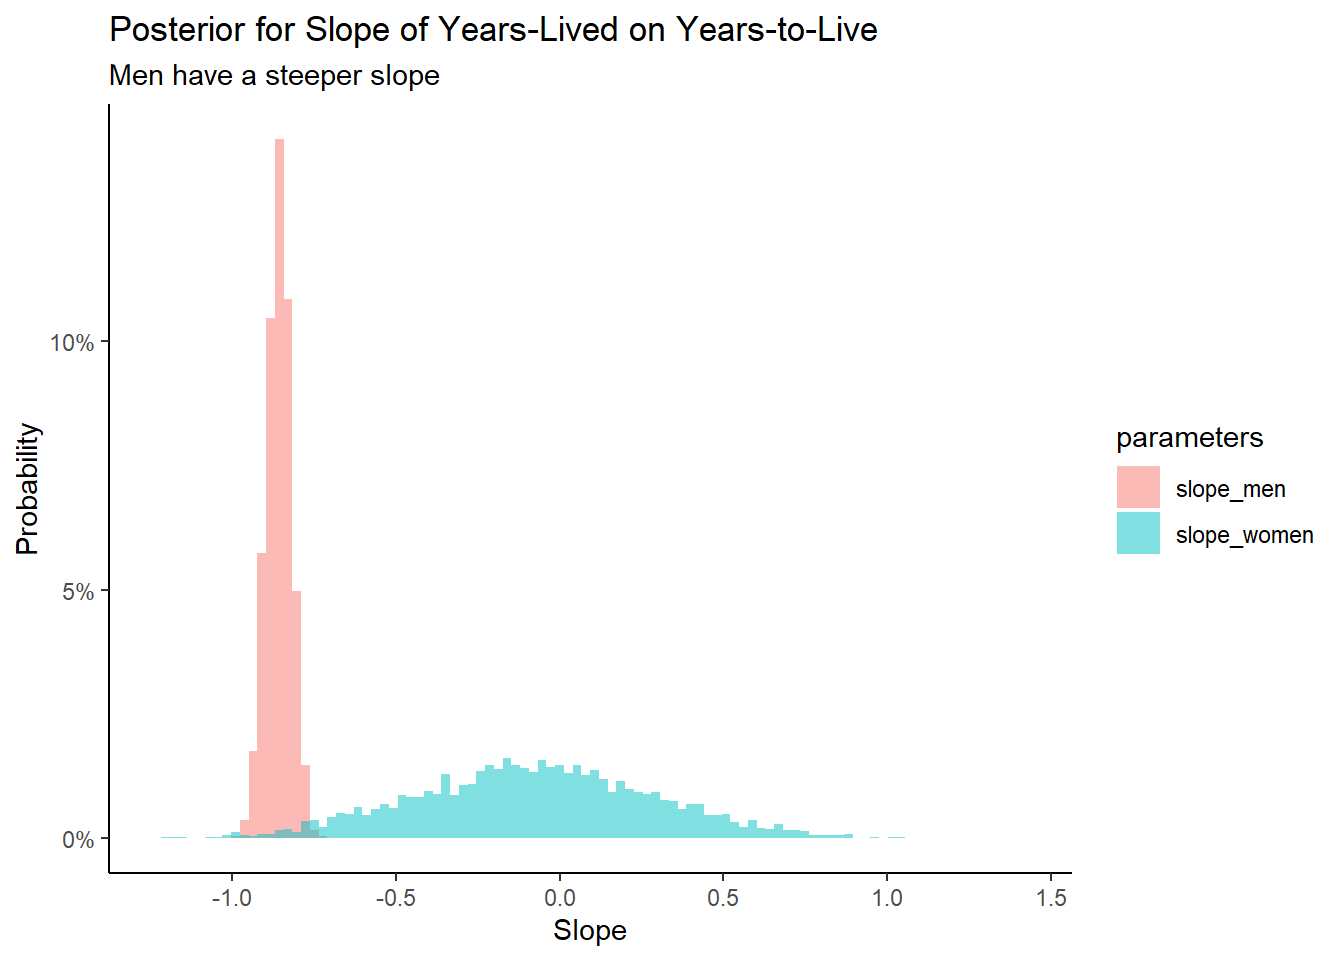 Posterior for Slope of Years-Lived on Years-to-Live
Men have a steeper slope
Probability
10%
5%
0%
-1.0
-0.5
0.0
0.5
1.0
1.5
Slope
parameters
slope_men
slope_women